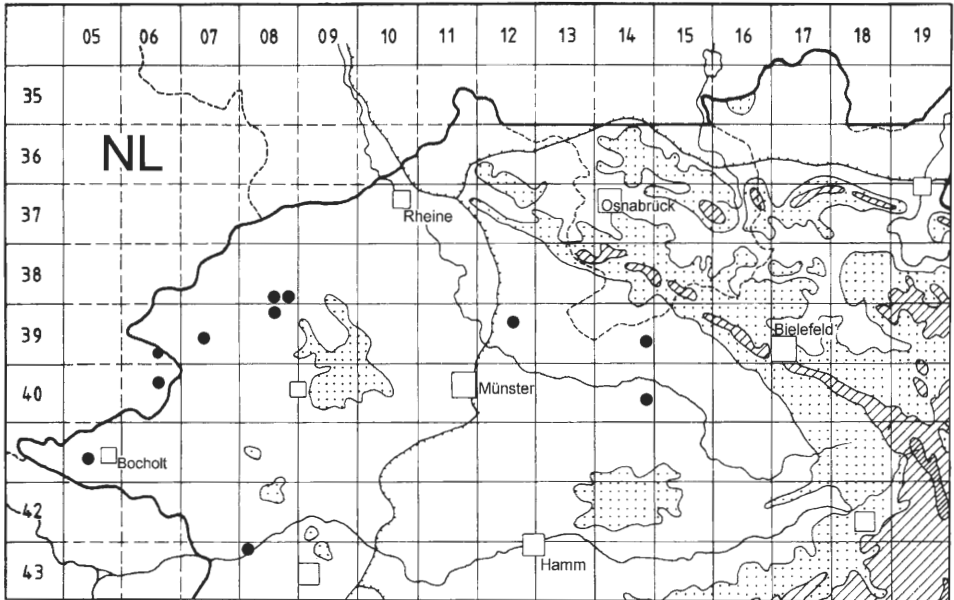 05 06 07 08 09 10 11 12 13 14 15 16 17 18 19
35
36
NL
37
Rheine
Osnabrück
38
39
Bielefeld
40
Münster
Bocholt
42
Hamm
43